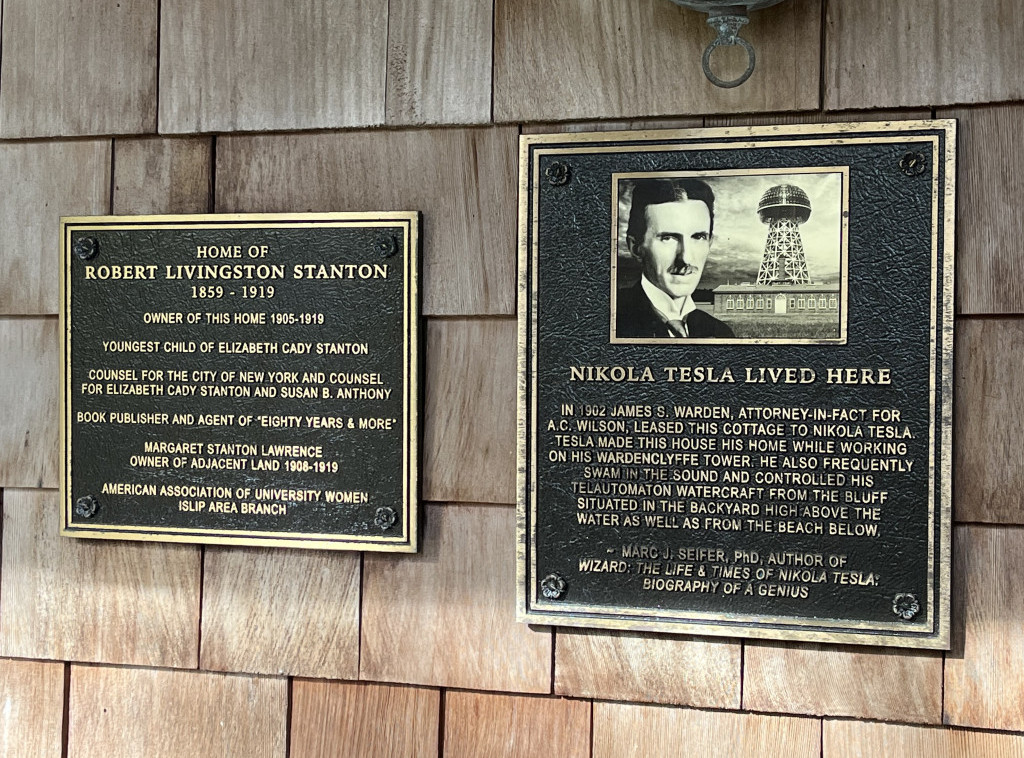 HOME OF
ROBERT LIVINGSTON STANTON
1859 - 1919
OWNER OF THIS HOME 1905-1919
YOUNGEST CHILD OF ELIZABETH CADY STANTON
COUNSEL FOR THE CITY OF NEW YORK AND COUNSEL
FOR ELIZABETH CADY STANTON AND SUSAN B. ANTHONY
BOOK PUBLISHER AND AGENT OF "EIGHTY YEARS & MORE"
MARGARET STANTON LAWRENCE
OWNER OF ADJACENT LAND 1908-1919
AMERICAN ASSOCIATION OF UNIVERSITY WOMEN
ISLIP AREA BRANCH
NIKOLA TESLA LIVED HERE
IN 1902 JAMES S. WARDEN, ATTORNEY-IN-FACT FOR
A.C. WILSON, LEASED THIS COTTAGE TO NIKOLA TESLA.
TESLA MADE THIS HOUSE HIS HOME WHILE WORKING
ON HIS WARDENCLYFFE TOWER. HE ALSO FREQUENTLY
SWAM IN THE SOUND AND CONTROLLED HIS
TELAUTOMATON WATERCRAFT FROM THE BLUFF
SITUATED IN THE BACKYARD HIGH ABOVE THE
WATER AS WELL AS FROM THE BEACH BELOW.
~ MARC J. SEIFER, PhD, AUTHOR OF
WIZARD: THE LIFE & TIMES OF NIKOLA TESLA:
BIOGRAPHY OF A GENIUS